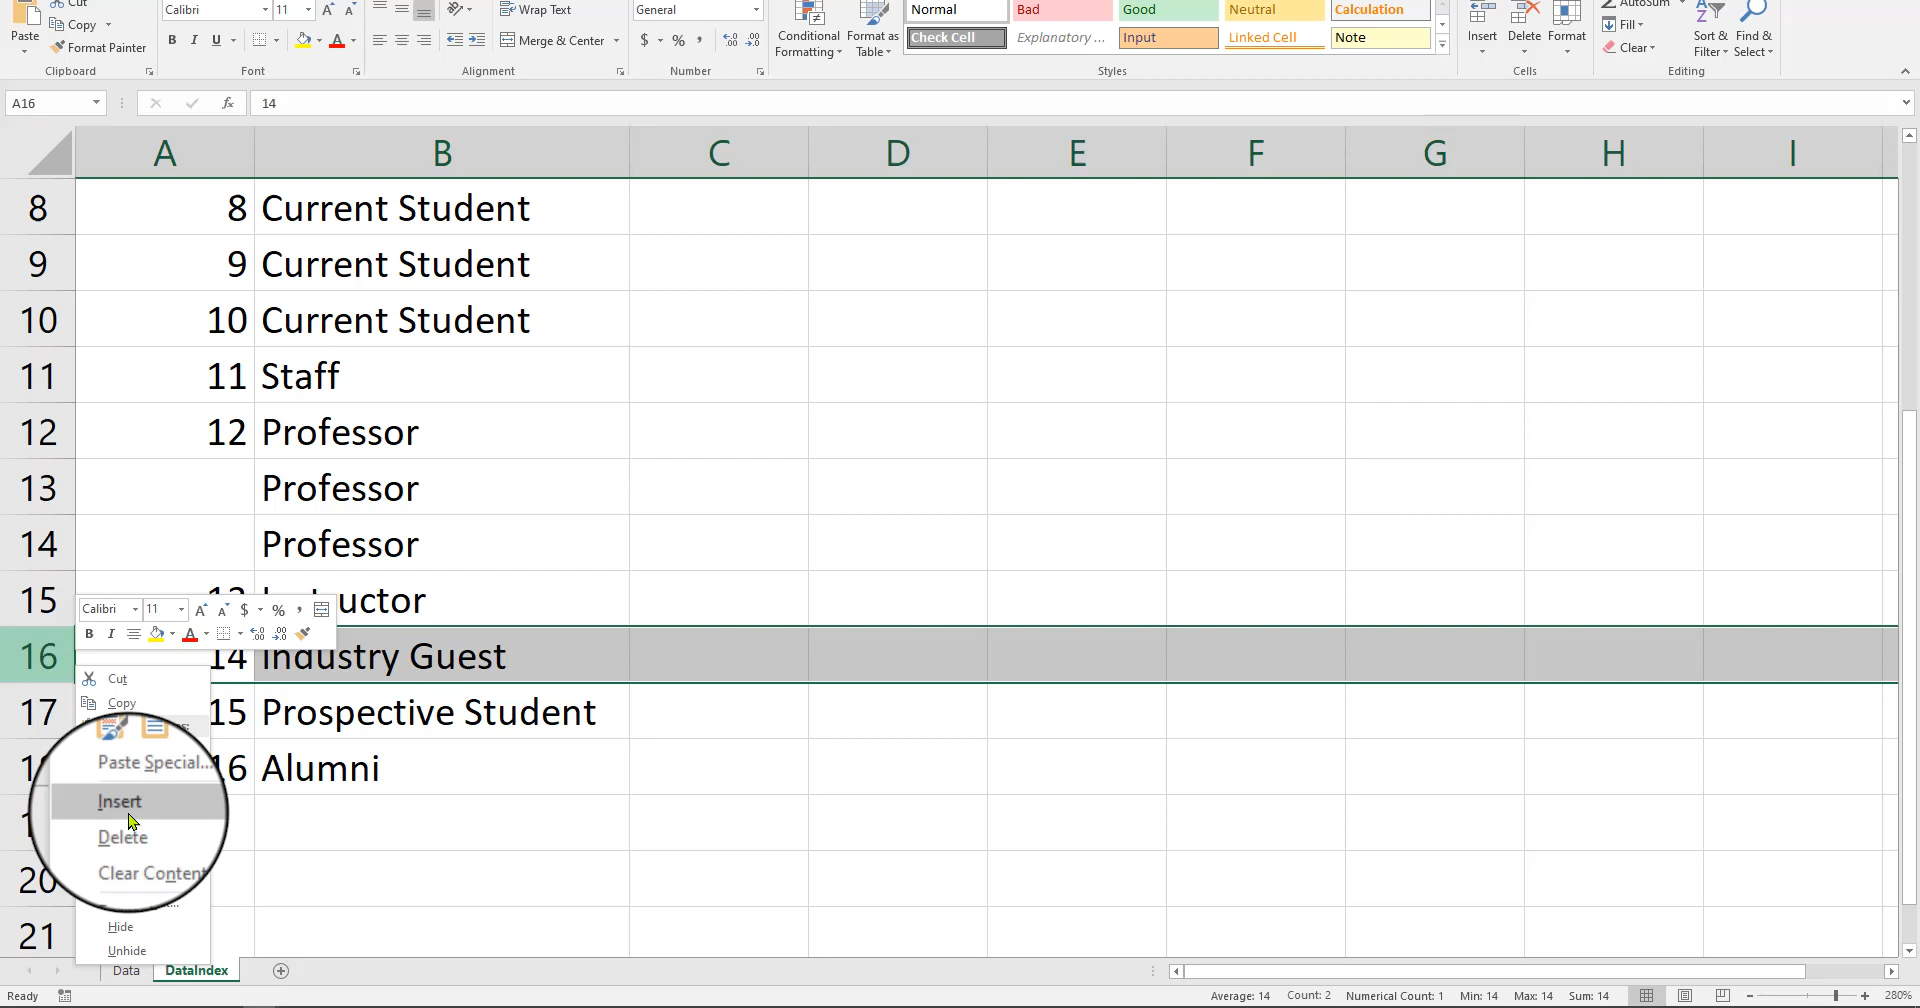 Cut
Calibri 11 Wrap Text General Normal Bad Good Neutral Calculation AutoSum
Paste Copy Conditional Format as Insert Delete Format Sort & Find &
Format Painter B I U Merge & Center $ % , Formatting Table Check Cell Explanatory ... Input Linked Cell Note Fill Clear Filter Select
Clipboard Font Alignment Number Styles Cells Editing
A16 fx 14
A B C D E F G H I
8 8 Current Student
9 9 Current Student
10 10 Current Student
11 11 Staff
12 12 Professor
13 Professor
14 Professor
15
Calibri 11 A A $ % ,
B I A
16 14 Industry Guest
Cut
Copy
17 15 Prospective Student
Paste Special...
16 Alumni
Insert
Delete
Clear Content
20
Hide
21
Unhide
Data DataIndex
Ready Average: 14 Count: 2 Numerical Count: 1 Min: 14 Max: 14 Sum: 14 280%